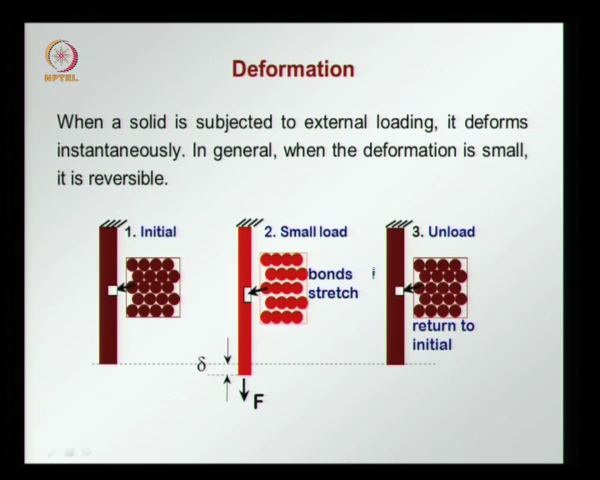 NPTEL
Deformation
When a solid is subjected to external loading, it deforms
instantaneously. In general, when the deformation is small,
it is reversible.
1. Initial
2. Small load
3. Unload
bonds
stretch
return to
initial
δ
F